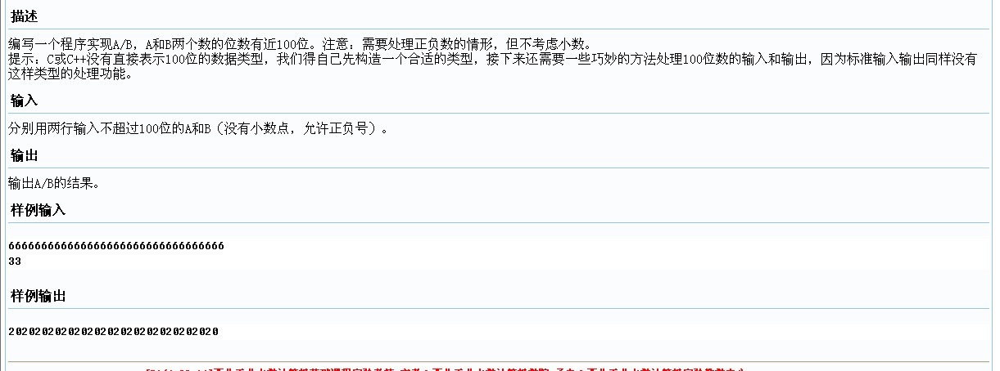 描述
编写一个程序实现A/B，A和B两个数的位数有近100位。注意：需要处理正负数的情形，但不考虑小数。
提示：C或C++没有直接表示100位的数据类型，我们得自己先构造一个合适的类型，接下来还需要一些巧妙的方法处理100位数的输入和输出，因为标准输入输出同样没有
这样类型的处理功能。
输入
分别用两行输入不超过100位的A和B（没有小数点，允许正负号）。
输出
输出A/B的结果。
样例输入
666666666666666666666666666666666
33
样例输出
20202020202020202020202020202020